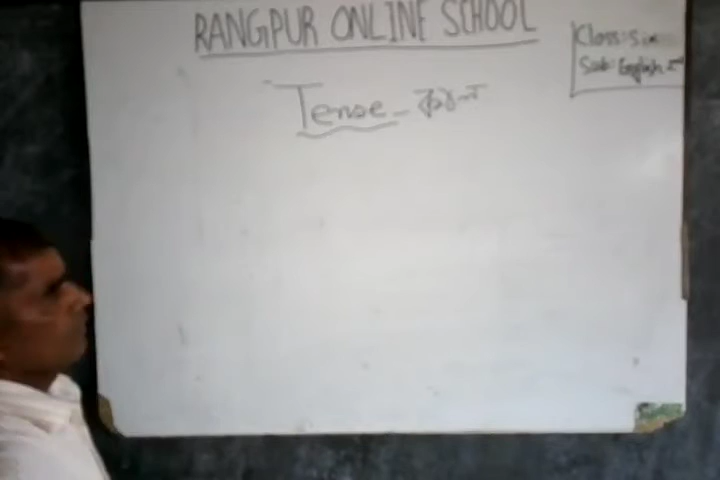 RANGPUR ONLINE SCHOOL
Class: Six
Sub: English 2nd
Tense -